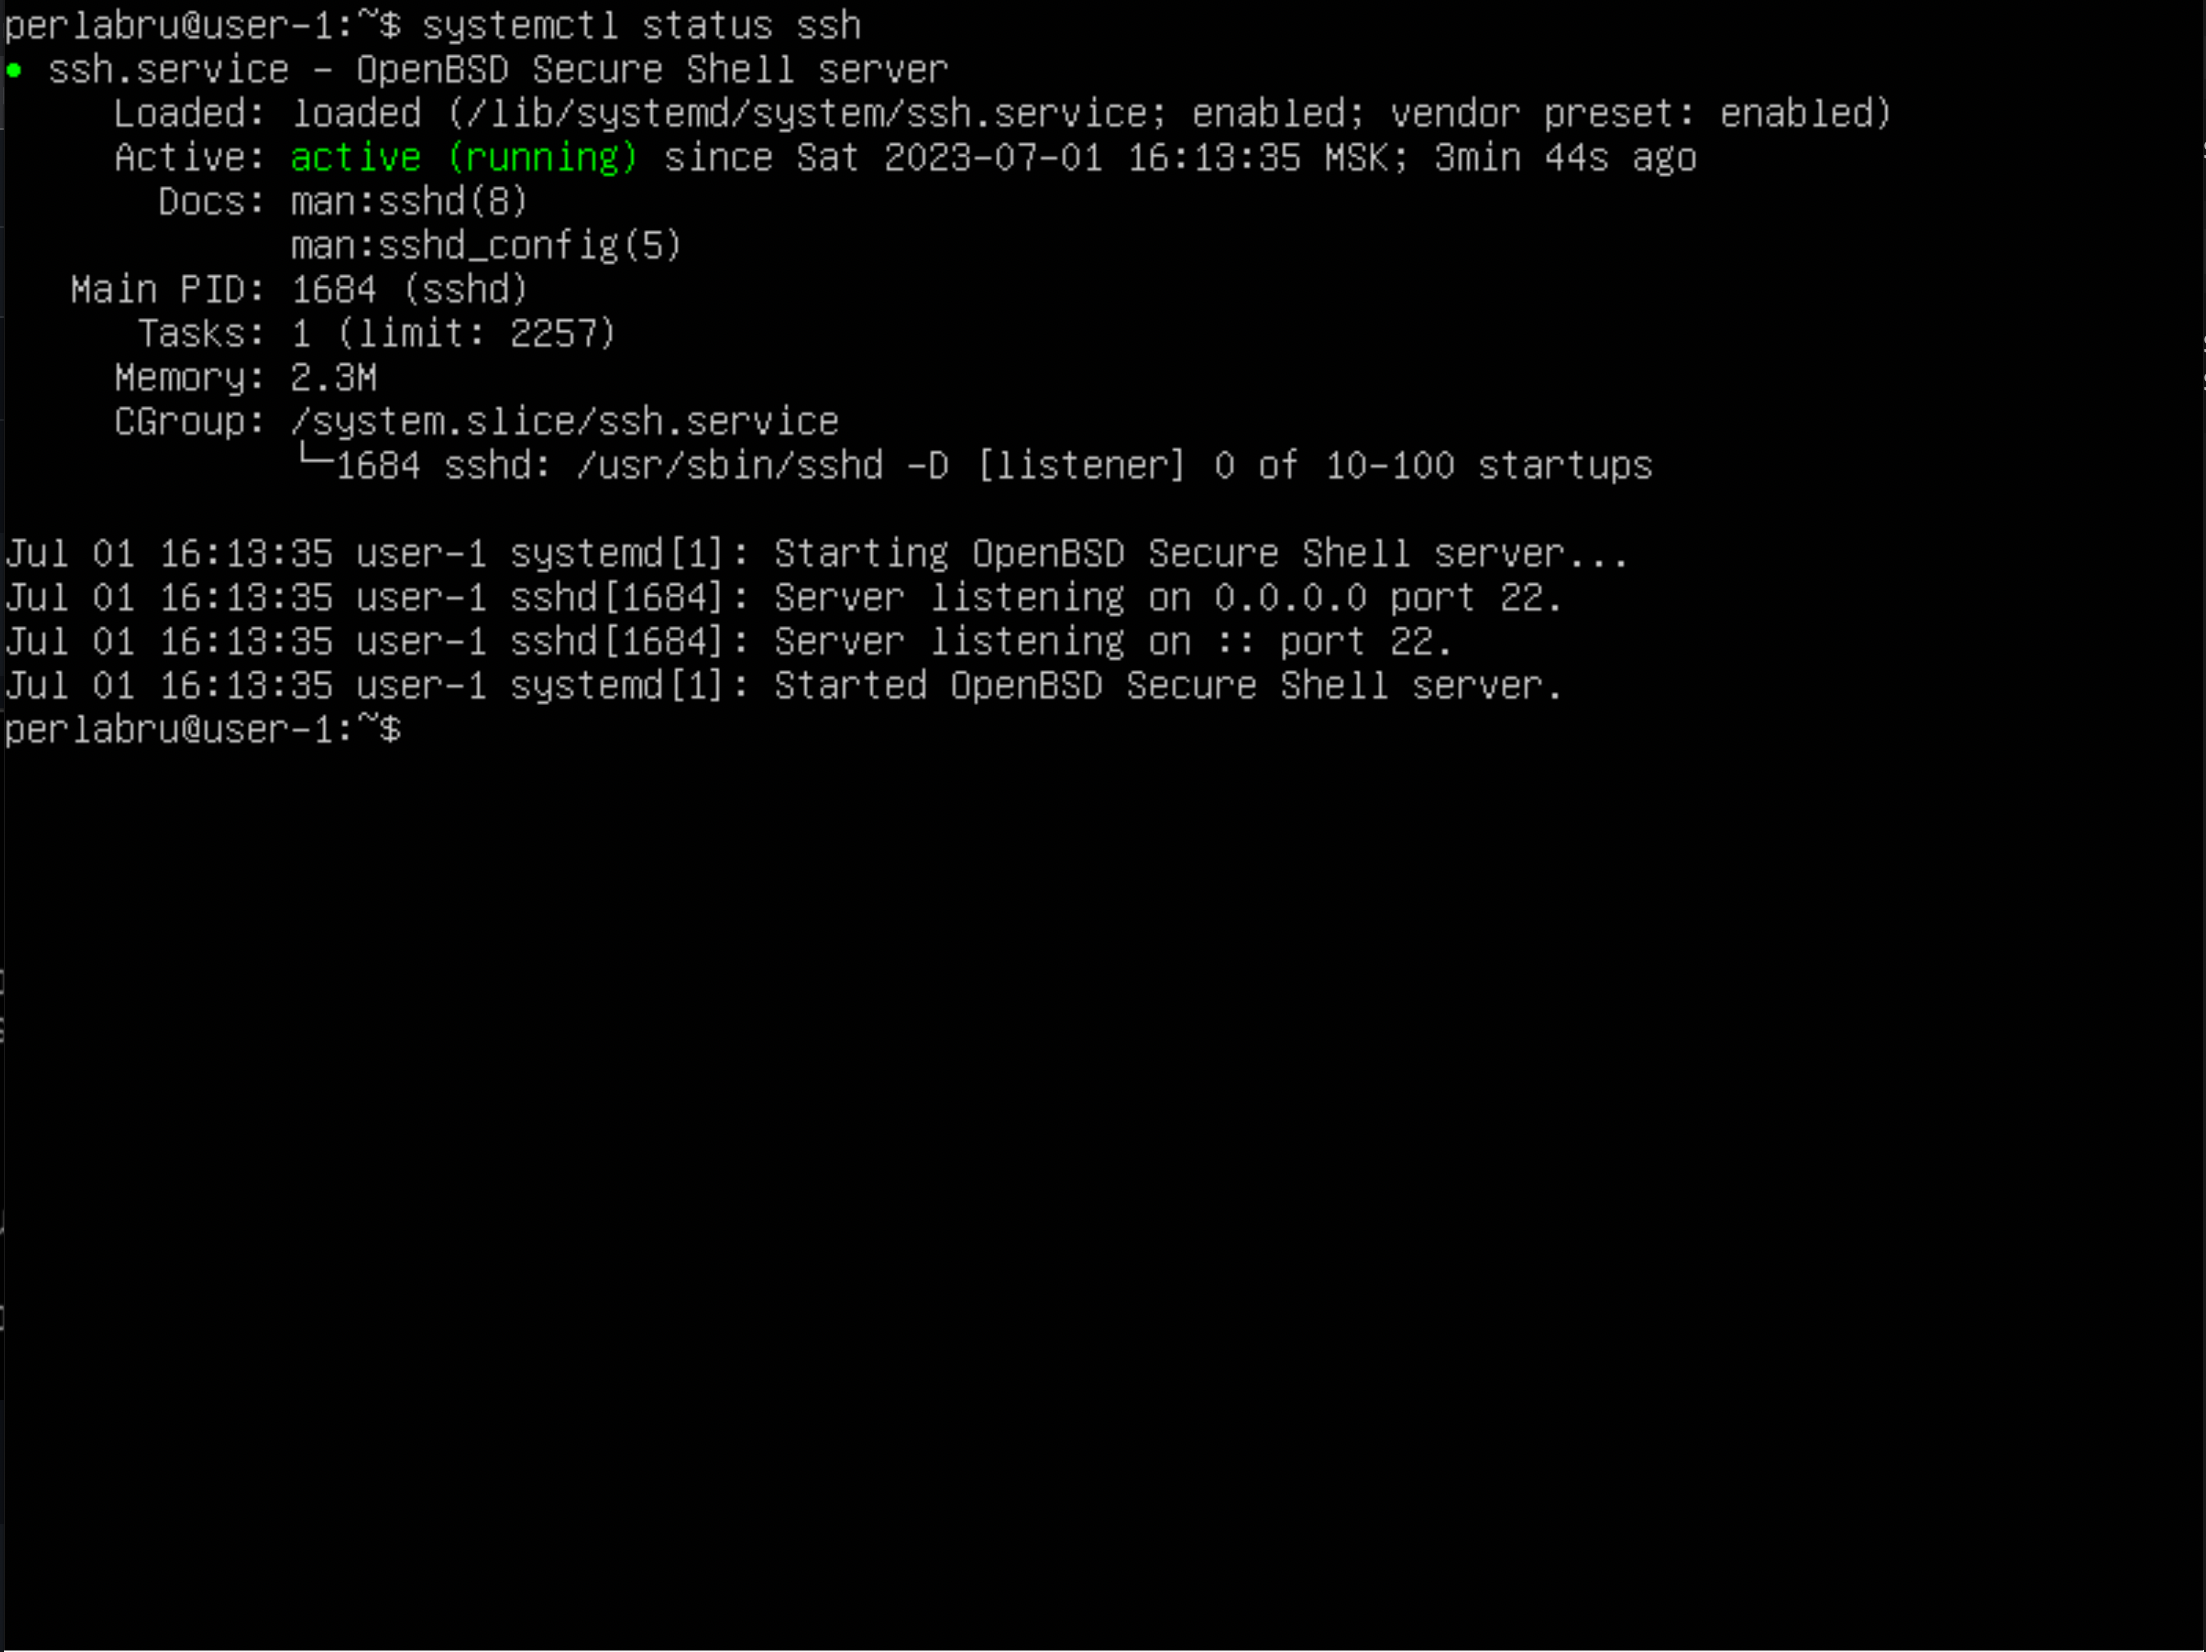 perlabru@user-1:~$ systemctl status ssh
● ssh.service - OpenBSD Secure Shell server
     Loaded: loaded (/lib/systemd/system/ssh.service; enabled; vendor preset: enabled)
     Active: active (running) since Sat 2023-07-01 16:13:35 MSK; 3min 44s ago
       Docs: man:sshd(8)
             man:sshd_config(5)
   Main PID: 1684 (sshd)
      Tasks: 1 (limit: 2257)
     Memory: 2.3M
     CGroup: /system.slice/ssh.service
             └─1684 sshd: /usr/sbin/sshd -D [listener] 0 of 10-100 startups

Jul 01 16:13:35 user-1 systemd[1]: Starting OpenBSD Secure Shell server...
Jul 01 16:13:35 user-1 sshd[1684]: Server listening on 0.0.0.0 port 22.
Jul 01 16:13:35 user-1 sshd[1684]: Server listening on :: port 22.
Jul 01 16:13:35 user-1 systemd[1]: Started OpenBSD Secure Shell server.
perlabru@user-1:~$